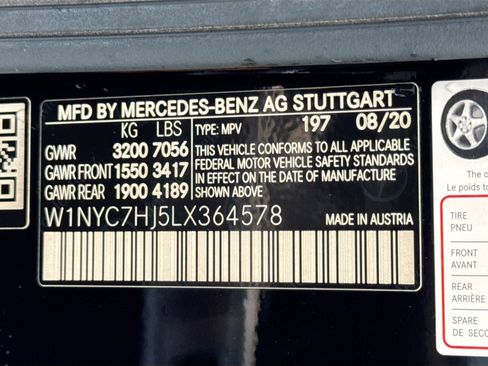 MFD BY MERCEDES-BENZ AG STUTTGART
KG LBS TYPE: MPV 197 08/20
GVWR 3200 7056
GAWR FRONT 1550 3417
GAWR REAR 1900 4189
THIS VEHICLE CONFORMS TO ALL APPLICABLE
FEDERAL MOTOR VEHICLE SAFETY STANDARDS
IN EFFECT ON THE DATE OF MANUFACTURE
W1NYC7HJ5LX364578 MADE IN AUSTRIA
The c
Le poids
TIRE
PNEU
FRONT
AVANT
REAR
ARRIÈRE
SPARE
DE SECO